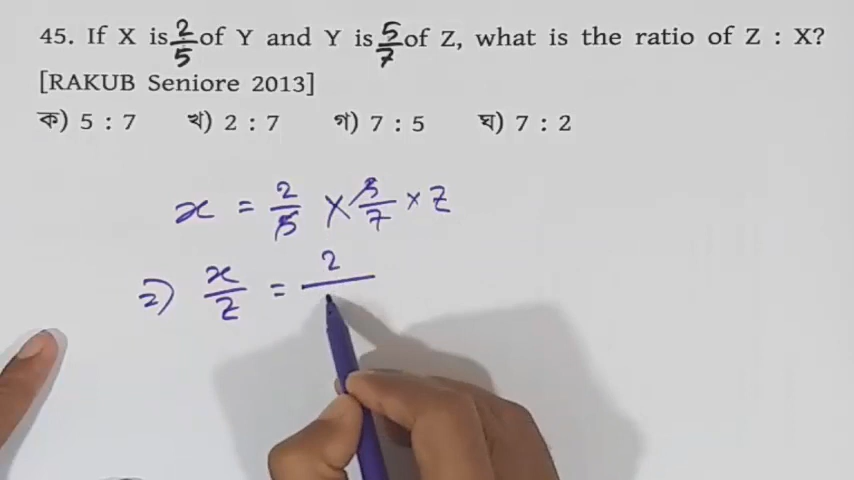 45. If X is 2/5 of Y and Y is 5/7 of Z, what is the ratio of Z : X?
[RAKUB Seniore 2013]
ক) 5 : 7 খ) 2 : 7 গ) 7 : 5 ঘ) 7 : 2
x = 2/5 × 5/7 × Z
⇒ x/z = 2/